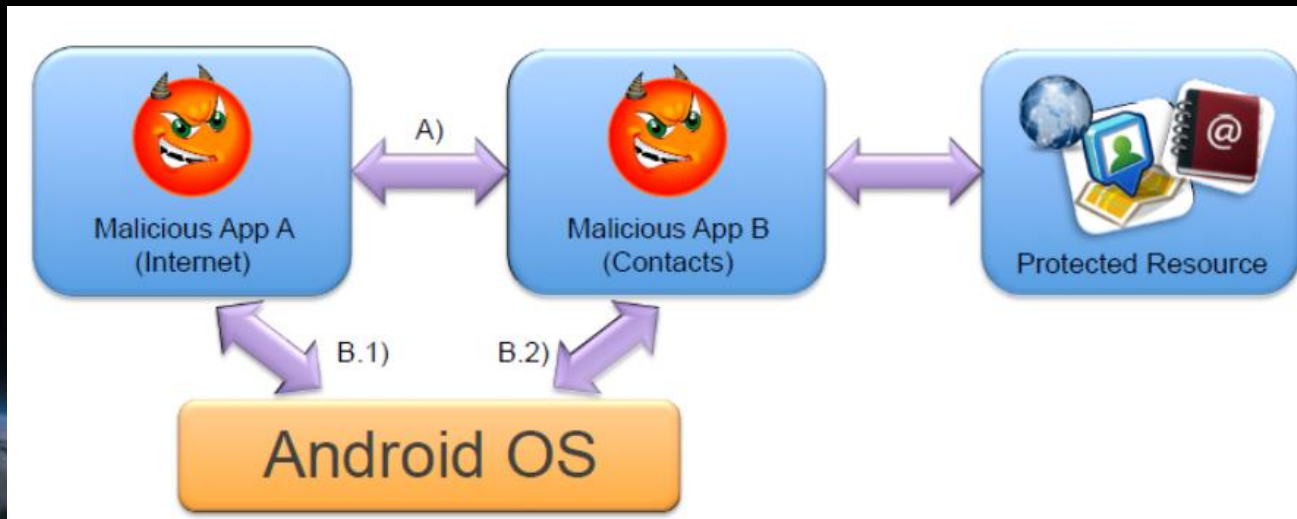 A)
Malicious App A
(Internet)
Malicious App B
(Contacts)
@
Protected Resource
B.1)
B.2)
Android OS